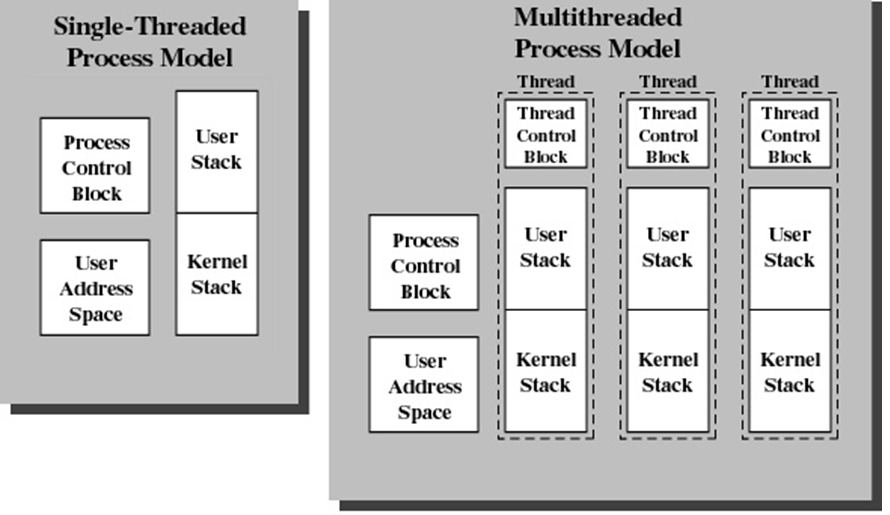 Single-Threaded
Process Model
Process
Control
Block
User
Stack
User
Address
Space
Kernel
Stack
Multithreaded
Process Model
Thread
Thread
Thread
Thread
Control
Block
Thread
Control
Block
Thread
Control
Block
Process
Control
Block
User
Stack
User
Stack
User
Stack
User
Address
Space
Kernel
Stack
Kernel
Stack
Kernel
Stack